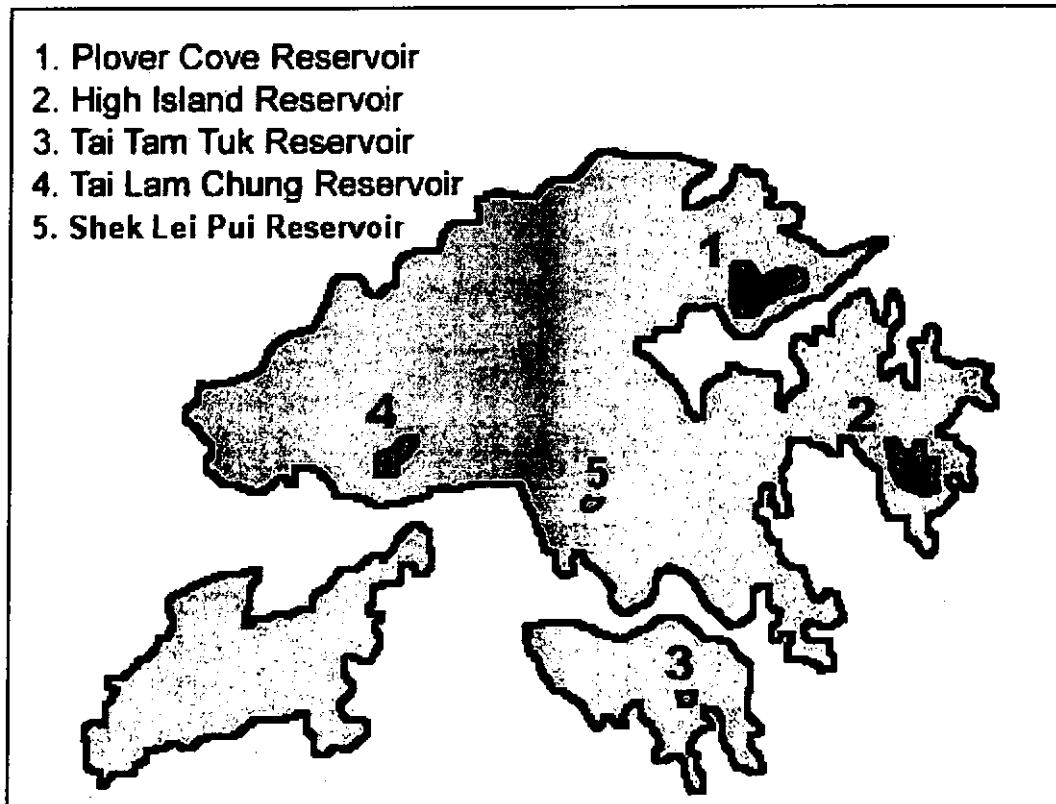 1. Plover Cove Reservoir
2. High Island Reservoir
3. Tai Tam Tuk Reservoir
4. Tai Lam Chung Reservoir
5. Shek Lei Pui Reservoir
1
4
2
5
3